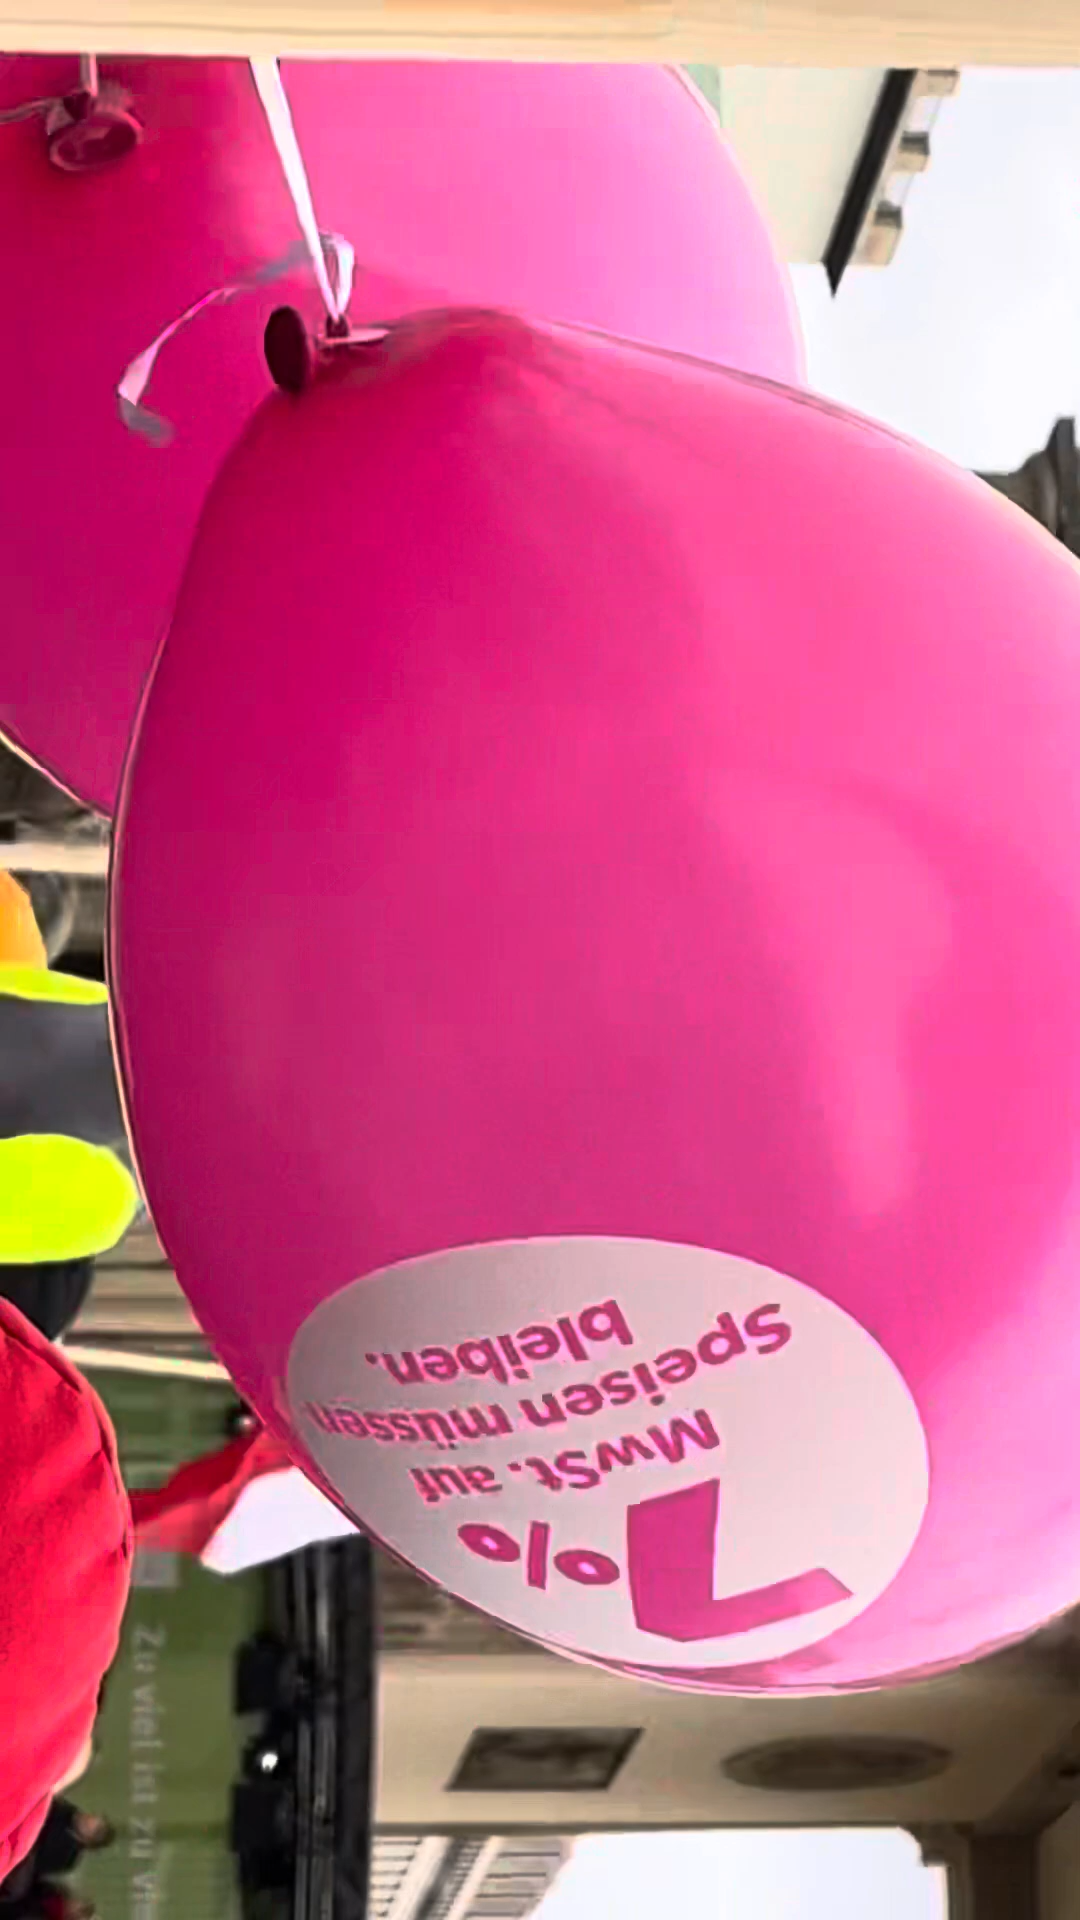 7%
MwSt. auf
Speisen müssen
bleiben.
Zu viel ist zu